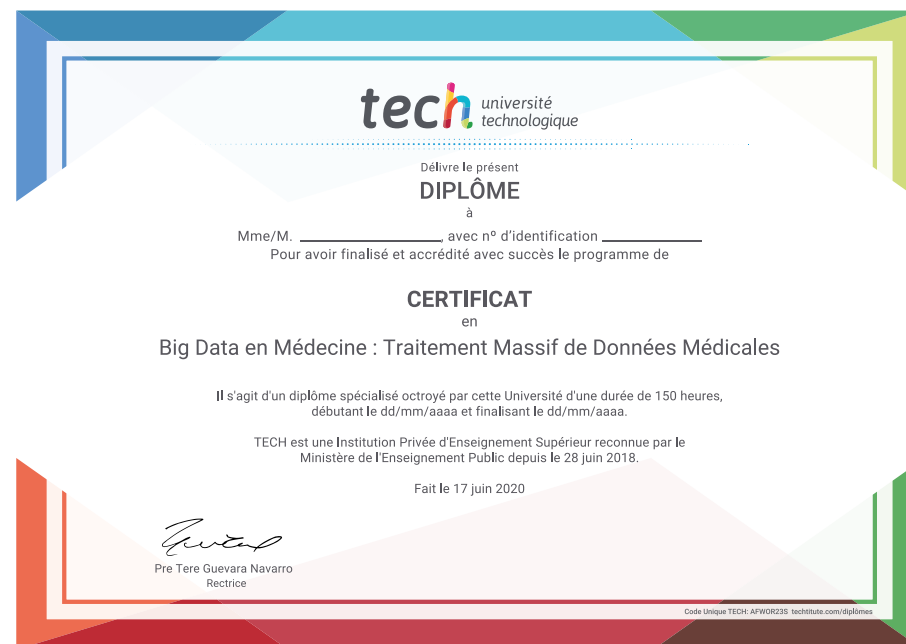 tech université
technologique
Délivre le présent
DIPLÔME
à
Mme/M. ____________________, avec nº d'identification ______________
Pour avoir finalisé et accrédité avec succès le programme de
CERTIFICAT
en
Big Data en Médecine : Traitement Massif de Données Médicales
Il s'agit d'un diplôme spécialisé octroyé par cette Université d'une durée de 150 heures,
débutant le dd/mm/aaaa et finalisant le dd/mm/aaaa.
TECH est une Institution Privée d'Enseignement Supérieur reconnue par le
Ministère de l'Enseignement Public depuis le 28 juin 2018.
Fait le 17 juin 2020
Pre Tere Guevara Navarro
Rectrice
Code Unique TECH: AFWOR23S techtitute.com/diplômes